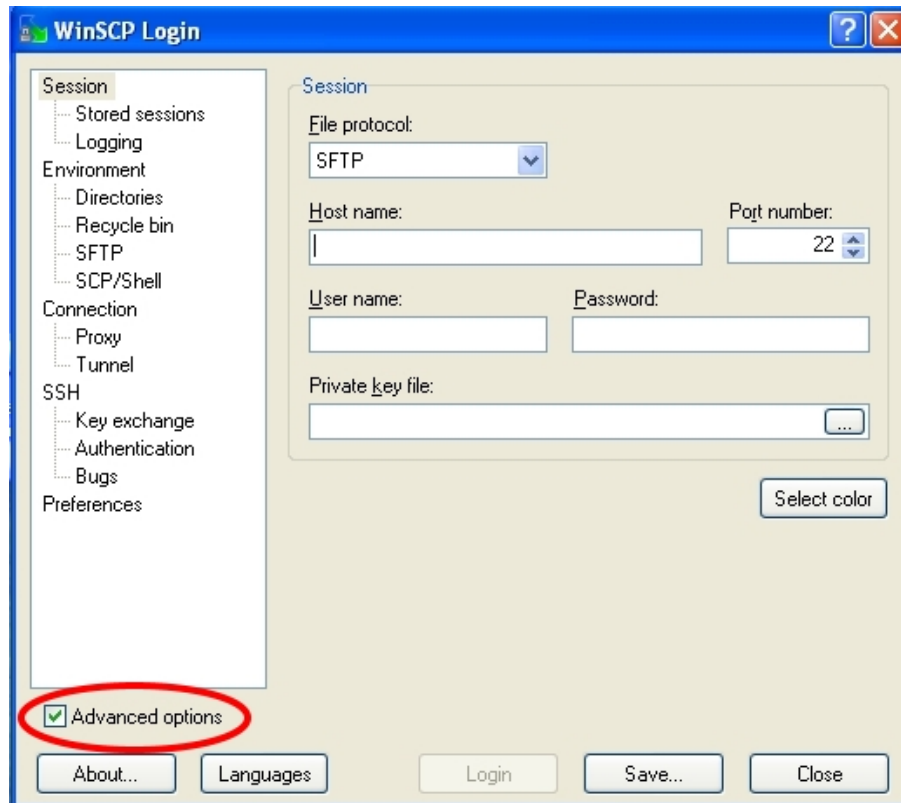 WinSCP Login
Session
Stored sessions
Logging
Environment
Directories
Recycle bin
SFTP
SCP/Shell
Connection
Proxy
Tunnel
SSH
Key exchange
Authentication
Bugs
Preferences
Advanced options
Session
File protocol:
SFTP
Host name:
Port number:
22
User name:
Password:
Private key file:
...
Select color
About...
Languages
Login
Save...
Close